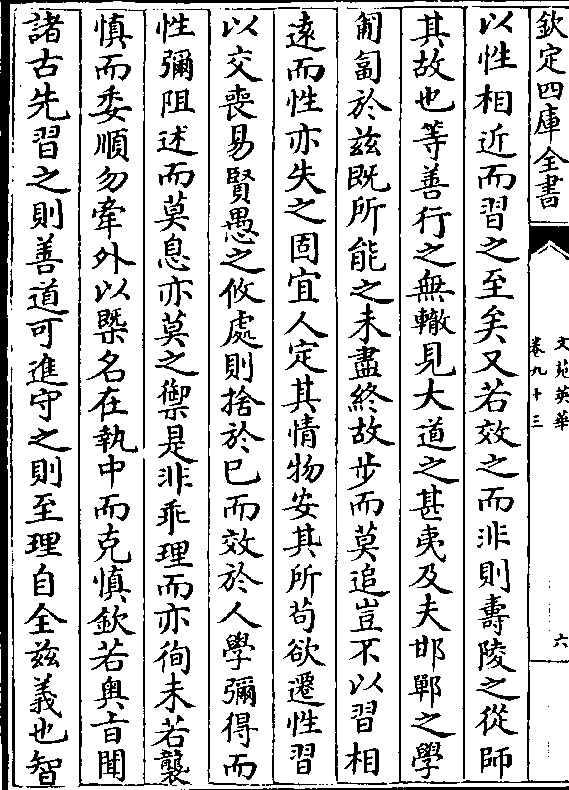 欽定四庫全書
文苑英華
卷九十三
六
以性相近而習之至矣又若效之而非則壽陵之從師
其故也等善行之無轍見大道之甚夷及夫邯鄲之學
匍匐於兹既所能之未盡終故步而莫追豈不以習相
逺而性亦失之固宜人定其情物安其所茍欲遷性習
以交喪易賢愚之攸處則捨於已而效於人學彌得而
性彌阻述而莫息亦莫之禦是非乖理而亦徇未若襲
慎而委順勿牽外以槩名在執中而克慎欽若奥㫖聞
諸古先習之則善道可進守之則至理自全兹義也智